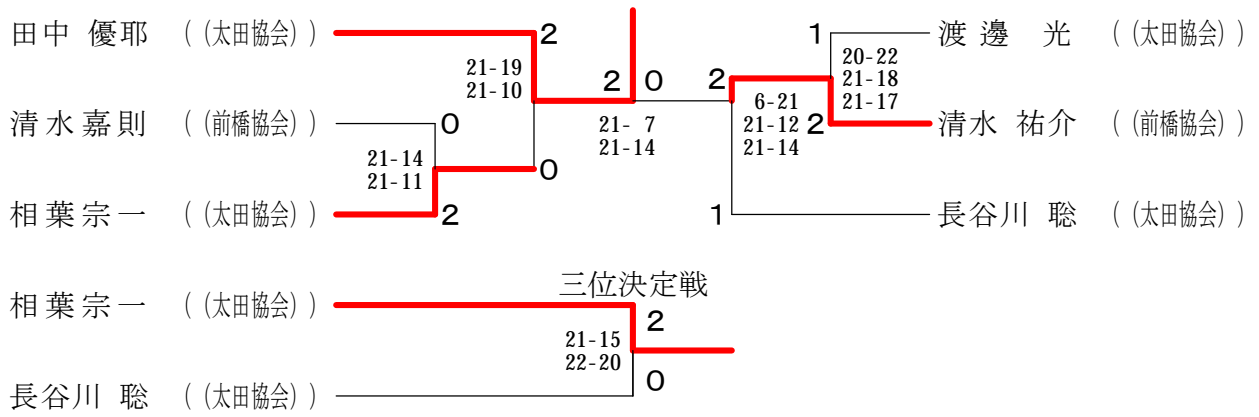 田中 優耶 ( (太田協会) ) 2 1 渡邊 光 ( (太田協会) )
21-19
21-10
2 0 2
20-22
21-18
21-17
清水嘉則 ( (前橋協会) ) 0
21- 7
21-14
6-21
21-12
21-14
2 清水 祐介 ( (前橋協会) )
21-14
21-11
0
相葉宗一 ( (太田協会) ) 2 1 長谷川 聡 ( (太田協会) )
三位決定戦
相葉宗一 ( (太田協会) ) 2
21-15
22-20
長谷川 聡 ( (太田協会) ) 0